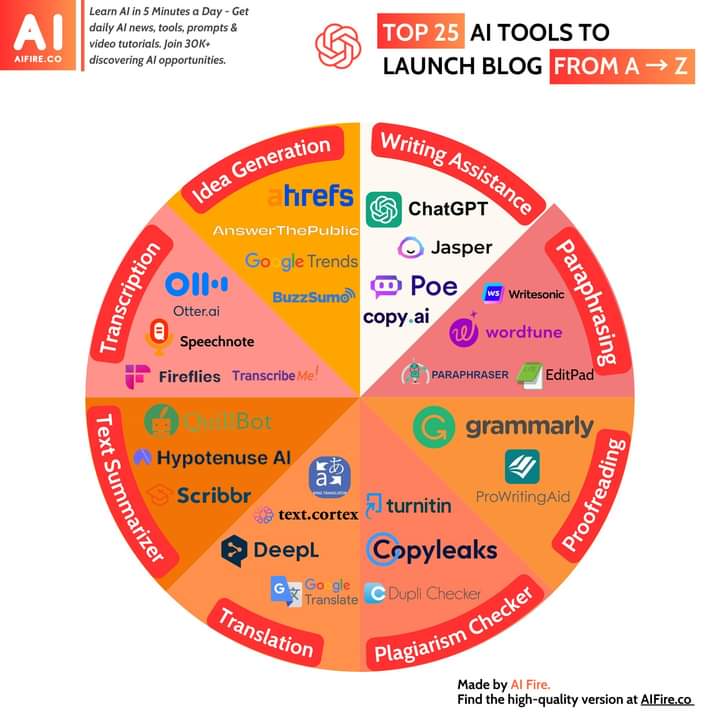 AI
AIFIRE.CO
Learn AI in 5 Minutes a Day - Get
daily AI news, tools, prompts &
video tutorials. Join 30K+
discovering AI opportunities.
TOP 25 AI TOOLS TO
LAUNCH BLOG FROM A → Z
Idea Generation
ahrefs
AnswerThePublic
Google Trends
BuzzSumo
Writing Assistance
ChatGPT
Jasper
Poe
copy.ai
Paraphrasing
WS Writesonic
wordtune
PARAPHRASER
EditPad
Proofreading
grammarly
ProWritingAid
Plagiarism Checker
turnitin
Copyleaks
Dupli Checker
Translation
a あ
text.cortex
DeepL
G 文 Google
Translate
Text Summarizer
QuillBot
Hypotenuse AI
Scribbr
Transcription
Otter.ai
Speechnote
Fireflies
TranscribeMe!
Made by AI Fire.
Find the high-quality version at AIFire.co